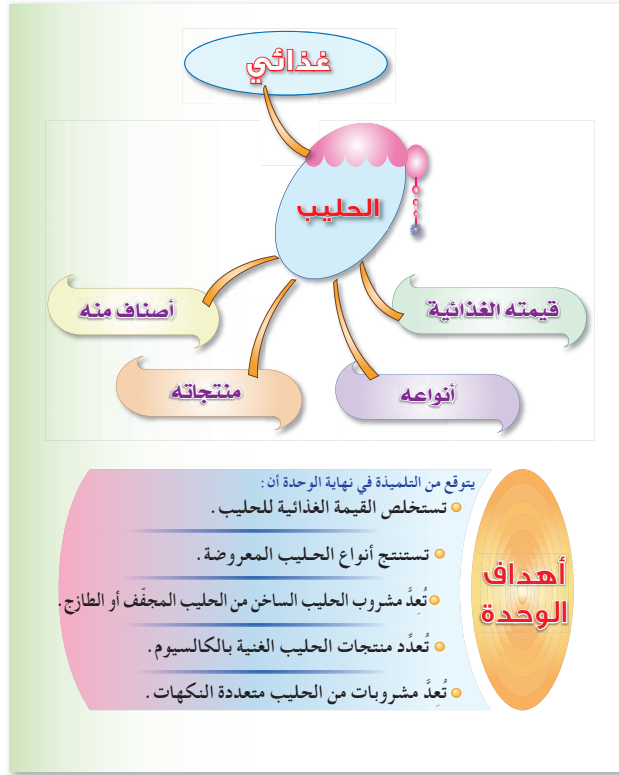 غذائي
الحليب
قيمته الغذائية
أنواعه
منتجاته
أصناف منه
أهداف
الوحدة
يتوقع من التلميذة في نهاية الوحدة أن :
تستخلص القيمة الغذائية للحليب .
تستنتج أنواع الحليب المعروضة .
تُعِدَّ مشروب الحليب الساخن من الحليب المجفّف أو الطازج .
تُعدِّد منتجات الحليب الغنية بالكالسيوم .
تُعِدَّ مشروبات من الحليب متعددة النكهات .